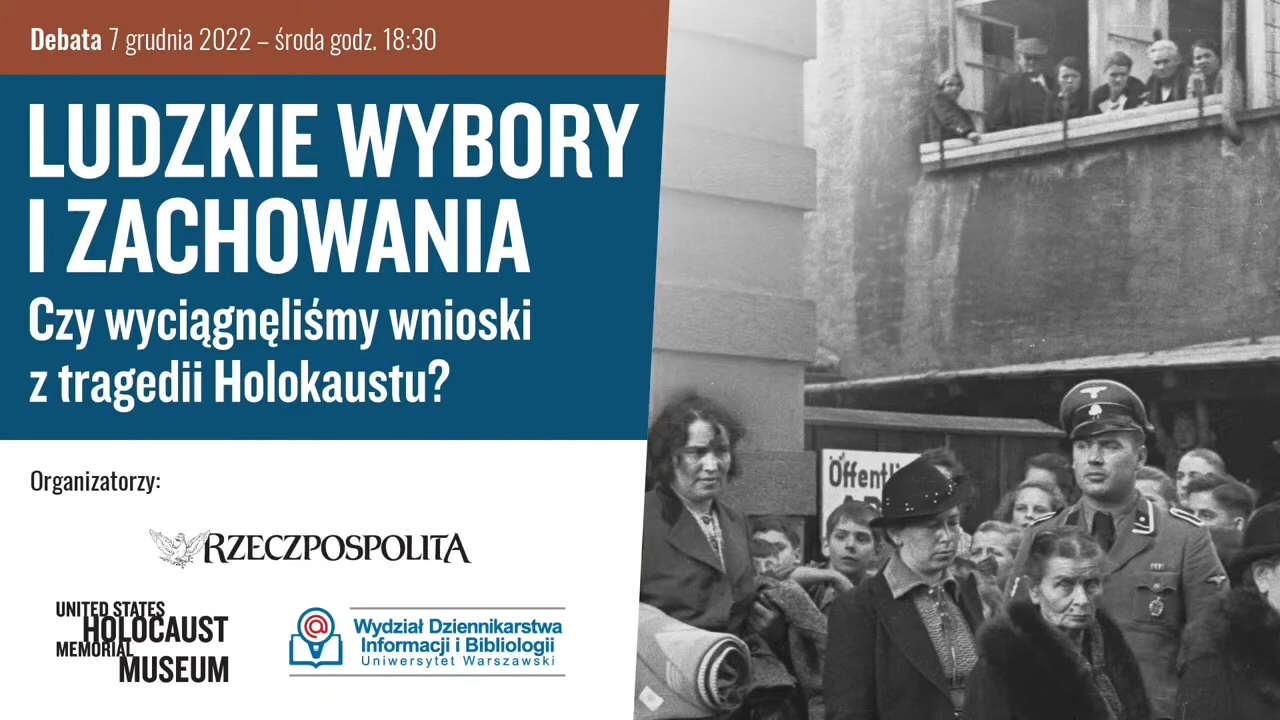 Debata 7 grudnia 2022 – środa godz. 18:30
LUDZKIE WYBORY
I ZACHOWANIA
Czy wyciągnęliśmy wnioski
z tragedii Holokaustu?
Organizatorzy:
RZECZPOSPOLITA
UNITED STATES
HOLOCAUST
MEMORIAL
MUSEUM
@
Wydział Dziennikarstwa
Informacji i Bibliologii
Uniwersytet Warszawski
Öffentli